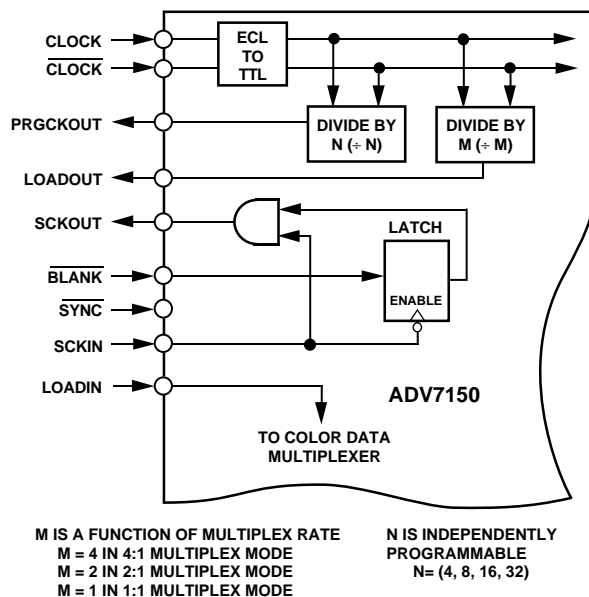 CLOCK
CLOCK
ECL
TO
TTL
PRGCKOUT
DIVIDE BY
N (÷ N)
DIVIDE BY
M (÷ M)
LOADOUT
SCKOUT
LATCH
BLANK
ENABLE
SYNC
SCKIN
LOADIN
ADV7150
TO COLOR DATA
MULTIPLEXER
M IS A FUNCTION OF MULTIPLEX RATE
M = 4 IN 4:1 MULTIPLEX MODE
M = 2 IN 2:1 MULTIPLEX MODE
M = 1 IN 1:1 MULTIPLEX MODE
N IS INDEPENDENTLY
PROGRAMMABLE
N= (4, 8, 16, 32)